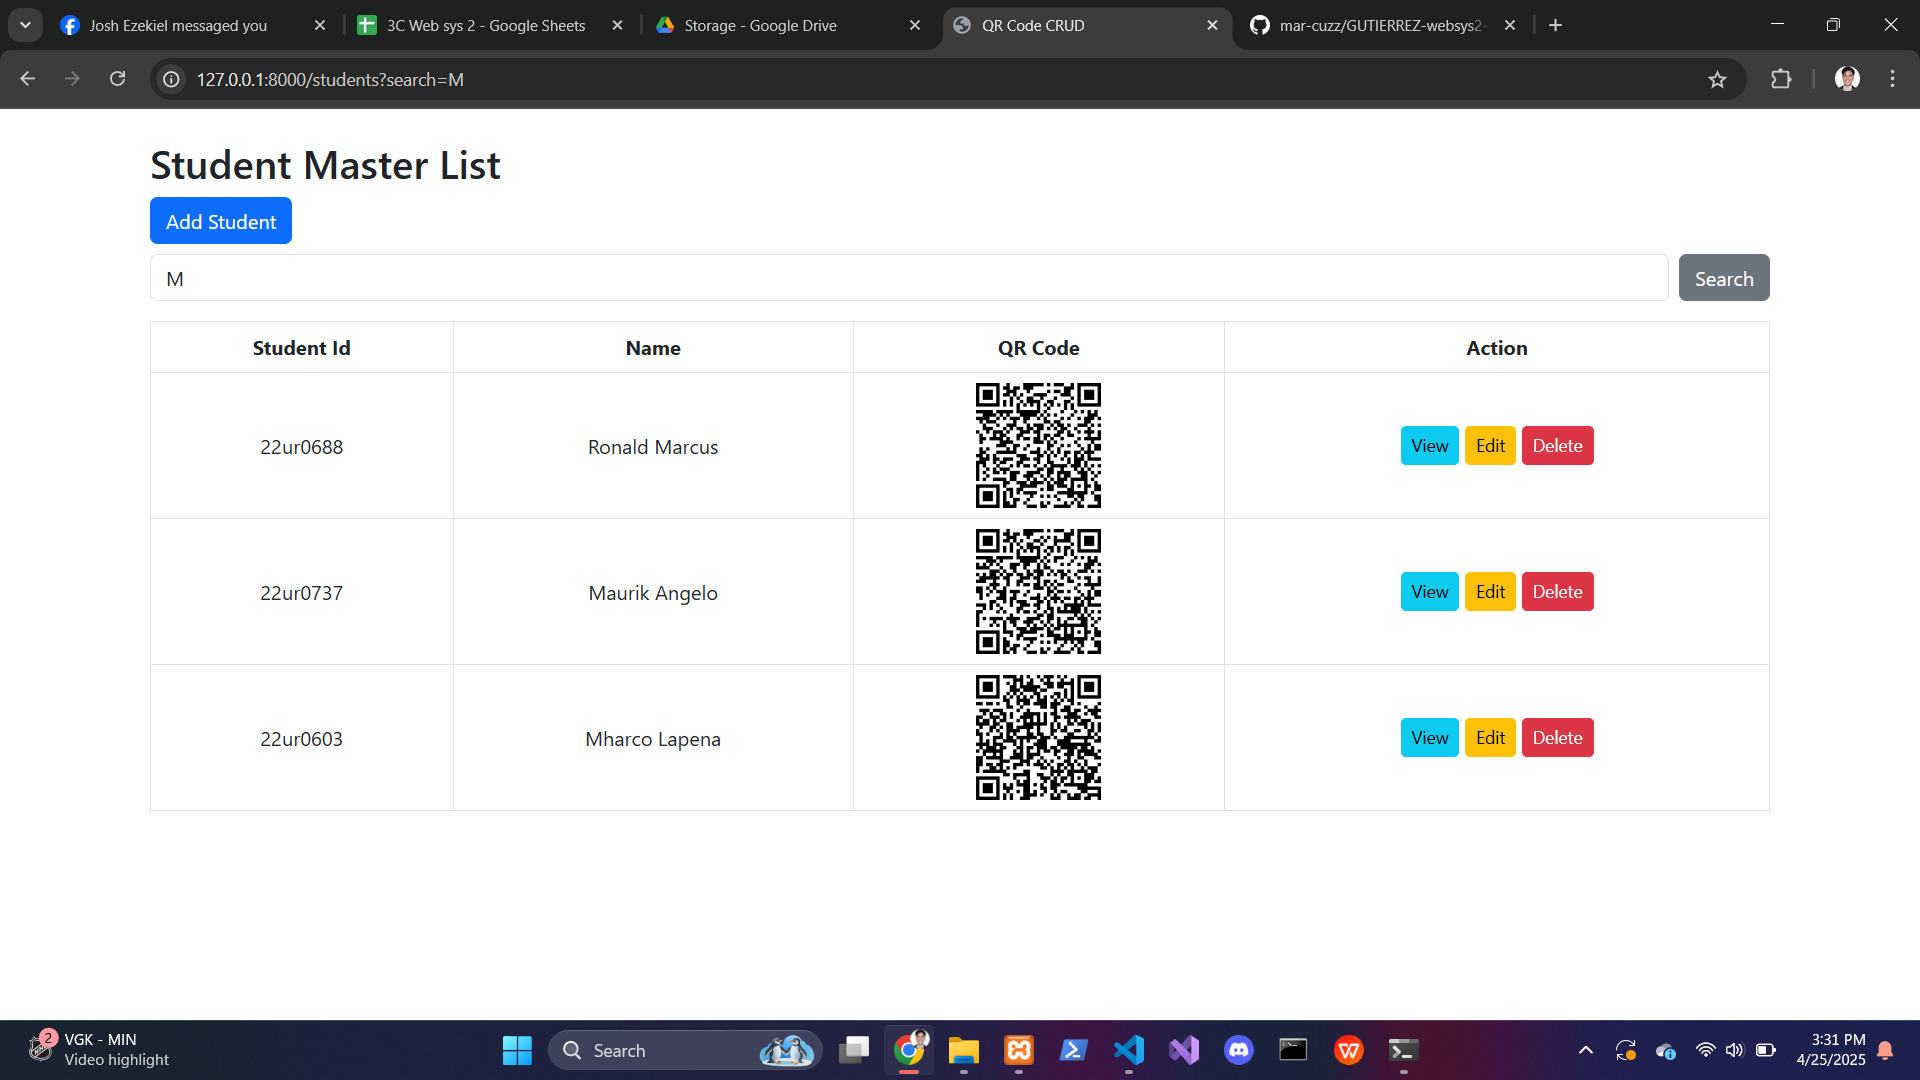 Josh Ezekiel messaged you
3C Web sys 2 - Google Sheets
Storage - Google Drive
QR Code CRUD
mar-cuzz/GUTIERREZ-websys2-
127.0.0.1:8000/students?search=M
Student Master List
Add Student
M
Search
Student Id Name QR Code Action
22ur0688 Ronald Marcus View Edit Delete
22ur0737 Maurik Angelo View Edit Delete
22ur0603 Mharco Lapena View Edit Delete
2
VGK - MIN
Video highlight
Search
3:31 PM
4/25/2025